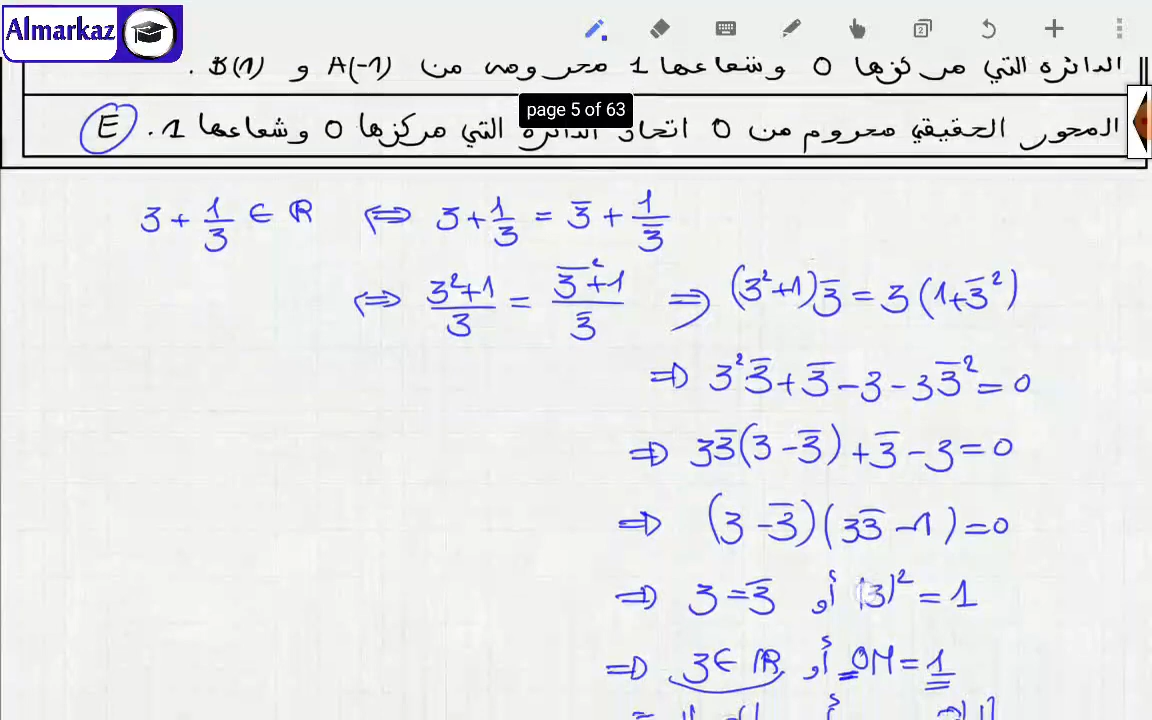 Almarkaz
الدائرة التي مركزها O وشعاعها 1 محرومة من A(-1) و B(1) .
page 5 of 63
المحور الحقيقي محروم من O اتحاد الدائرة التي مركزها O وشعاعها 1. E
z + 1/z ∈ ℝ ⟺ z + 1/z = z̅ + 1/z̅
⟺ (z²+1)/z = (z̅²+1)/z̅ ⟹ (z²+1)z̅ = z(1+z̅²)
⟹ z²z̅ + z̅ - z - zz̅² = 0
⟹ zz̅(z - z̅) + z̅ - z = 0
⟹ (z - z̅)(zz̅ - 1) = 0
⟹ z = z̅ أو |z|² = 1
⟹ z ∈ ℝ أو OM = 1